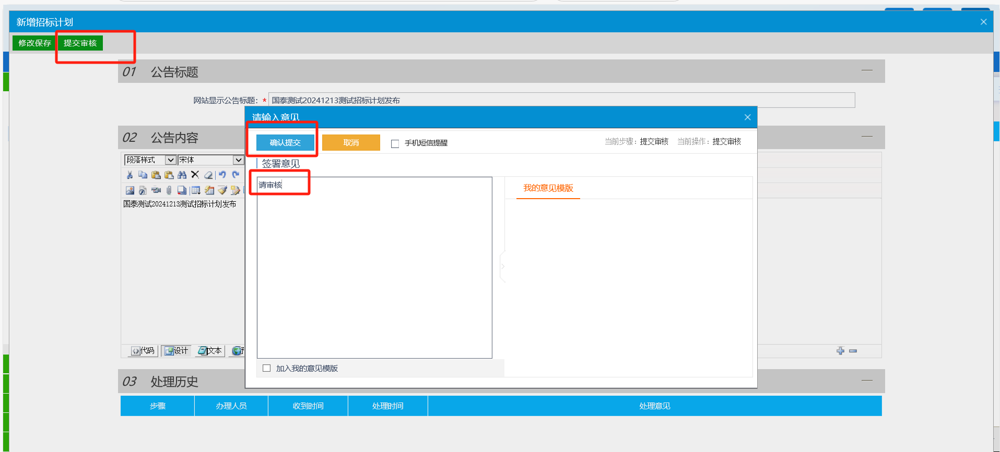 新增招标计划
修改保存 提交审核
01 公告标题
网站显示公告标题：* 国泰测试20241213测试招标计划发布
请输入意见
02 公告内容
确认提交 取消 手机短信提醒 当前步骤：提交审核 当前操作：提交审核
段落样式 宋体
签署意见
请审核
我的意见模版
国泰测试20241213测试招标计划发布
代码 设计 文本
加入我的意见模版
03 处理历史
步骤 办理人员 收到时间 处理时间 处理意见